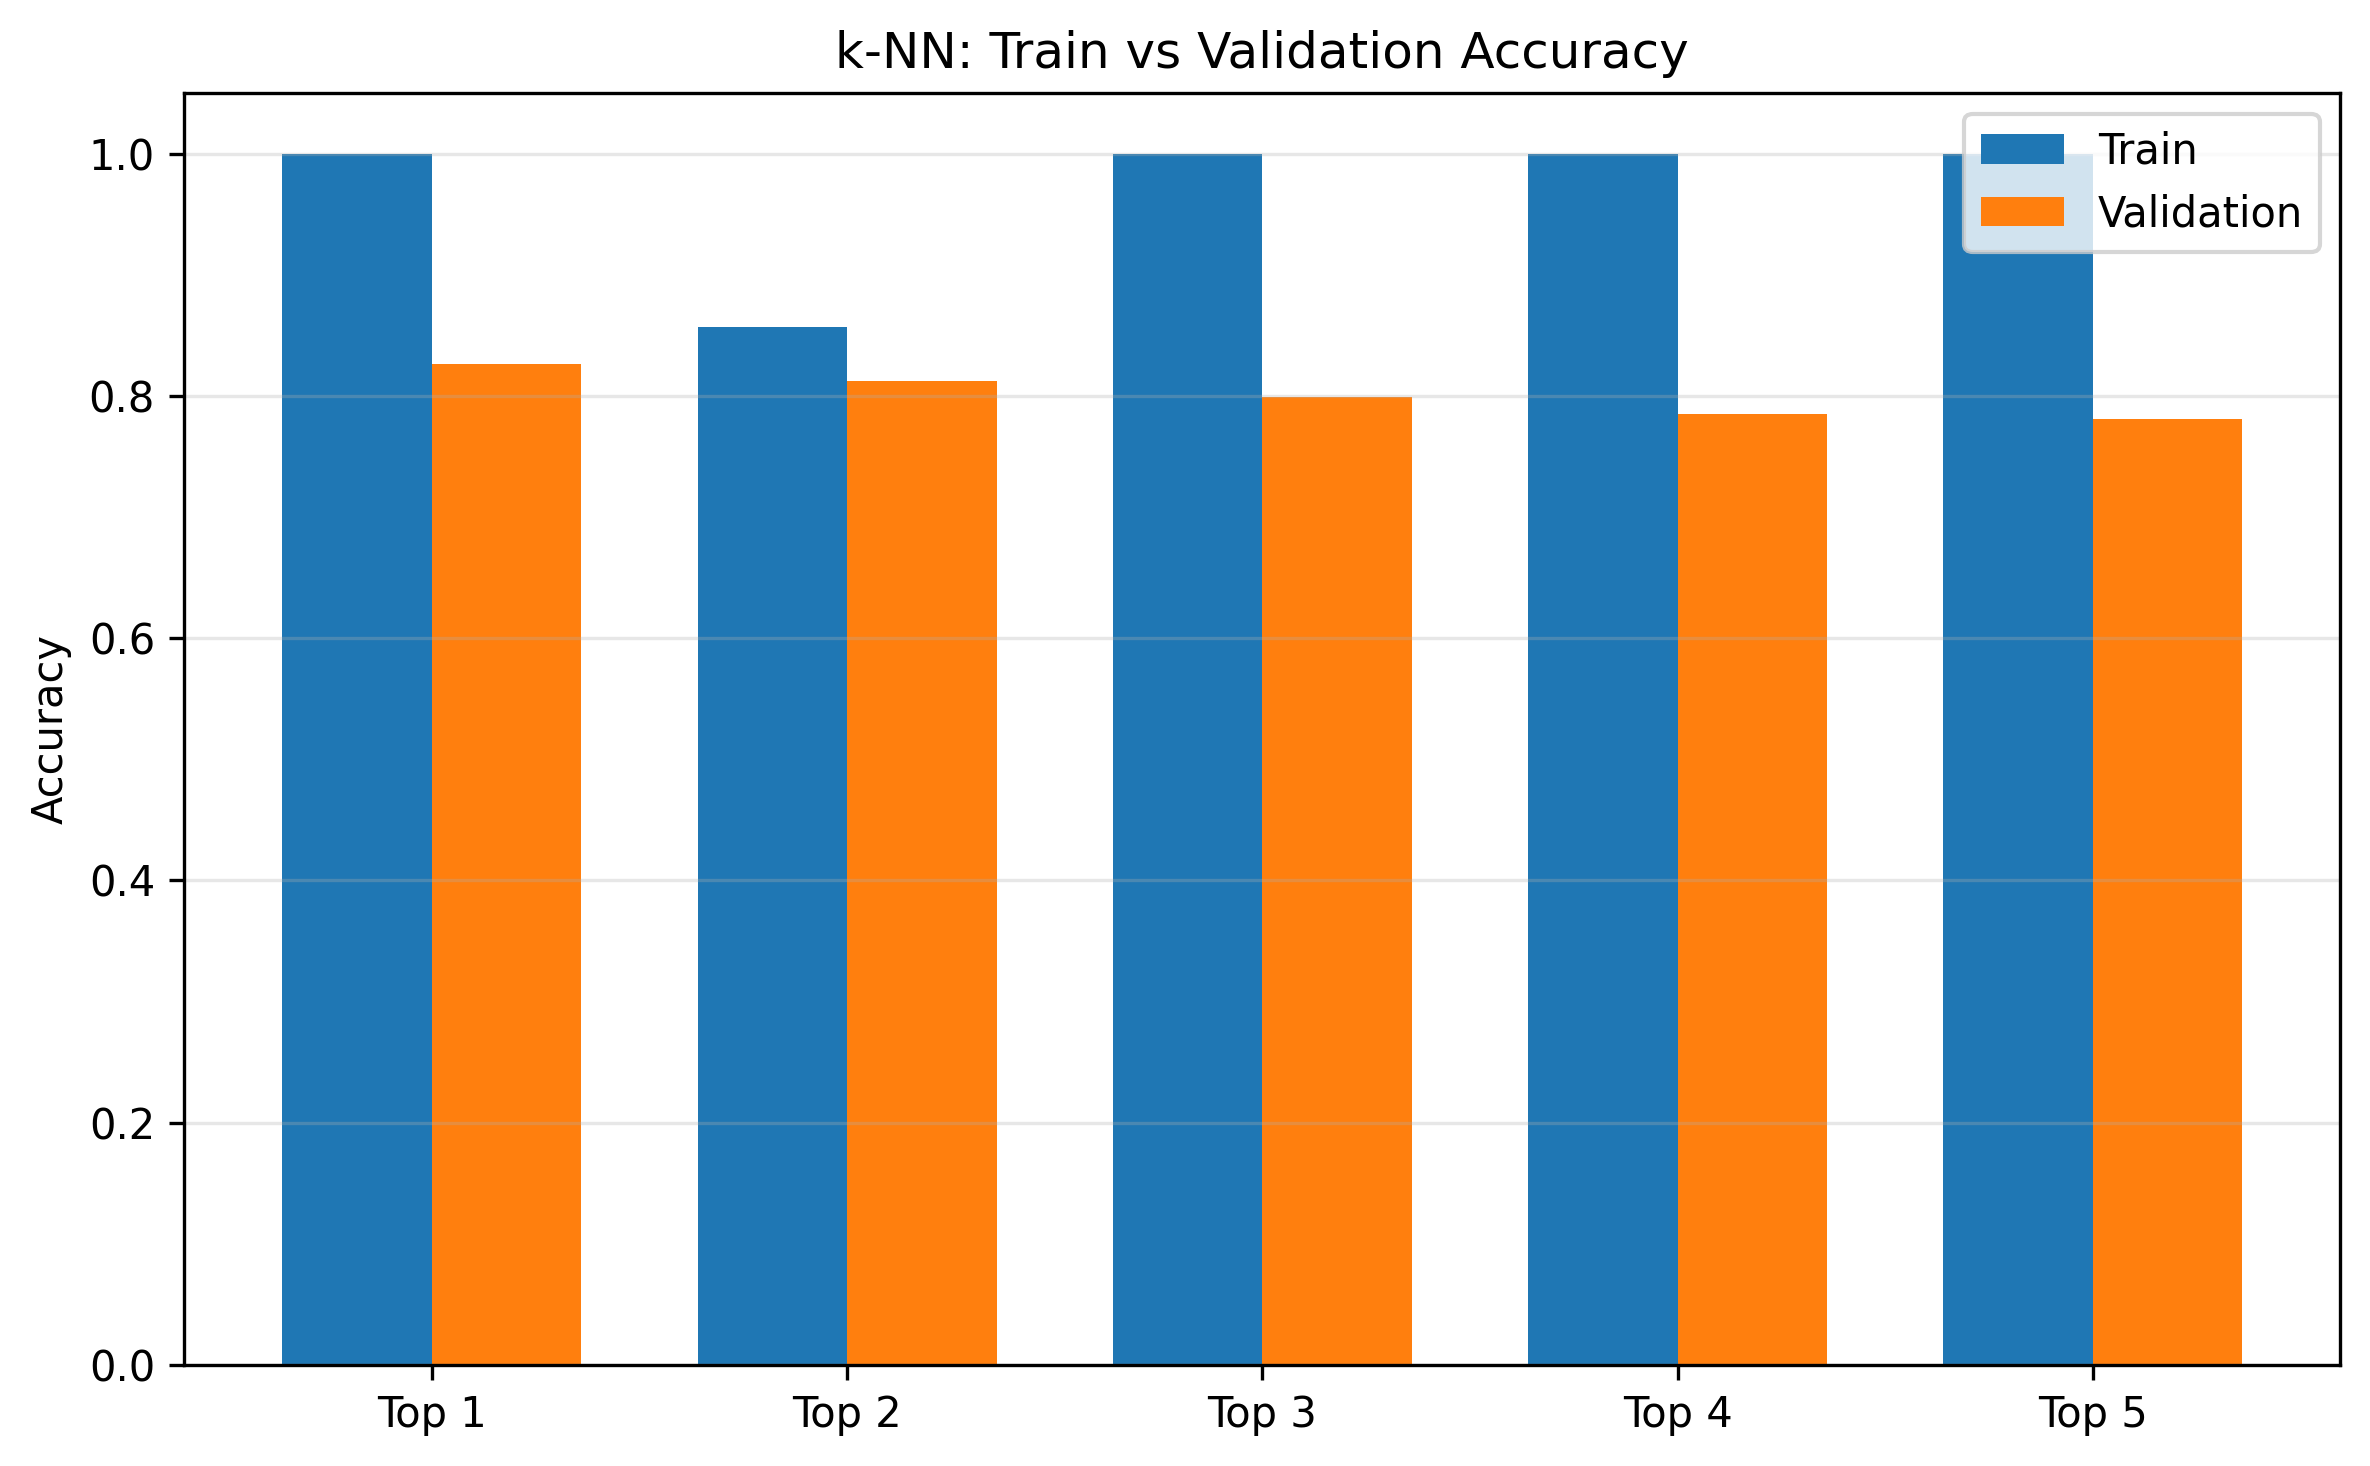 k-NN: Train vs Validation Accuracy
Train
Validation
Accuracy
1.0
0.8
0.6
0.4
0.2
0.0
Top 1
Top 2
Top 3
Top 4
Top 5